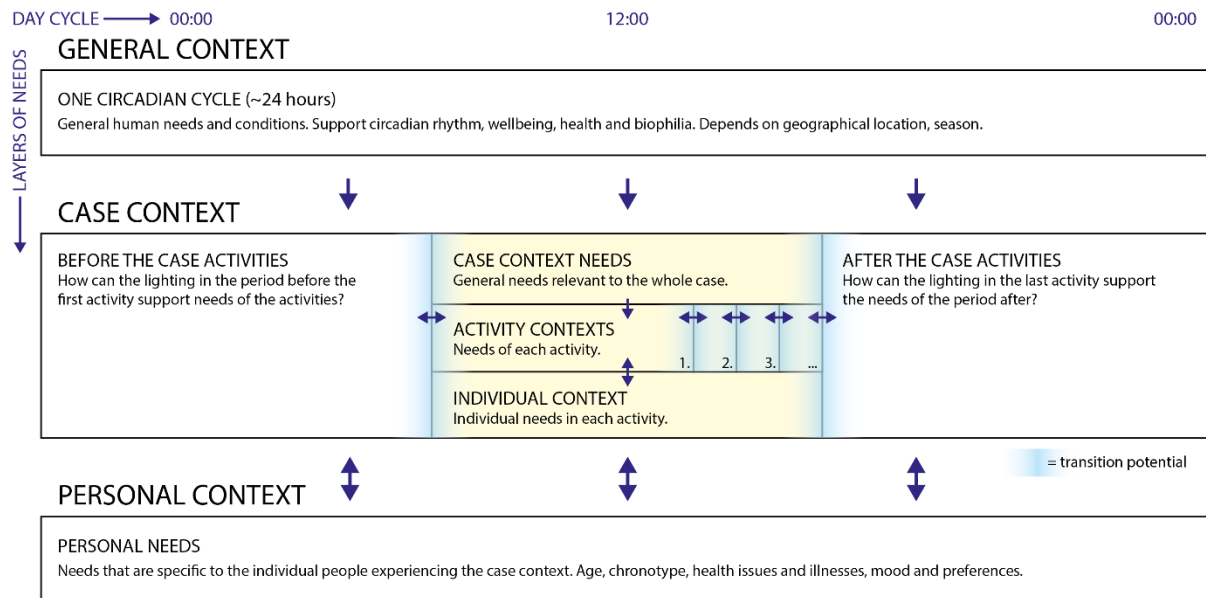 DAY CYCLE 00:00 12:00 00:00
LAYERS OF NEEDS
GENERAL CONTEXT
ONE CIRCADIAN CYCLE (~24 hours)
General human needs and conditions. Support circadian rhythm, wellbeing, health and biophilia. Depends on geographical location, season.
CASE CONTEXT
BEFORE THE CASE ACTIVITIES
How can the lighting in the period before the
first activity support needs of the activities?
CASE CONTEXT NEEDS
General needs relevant to the whole case.
ACTIVITY CONTEXTS
Needs of each activity.
1. 2. 3. ...
INDIVIDUAL CONTEXT
Individual needs in each activity.
AFTER THE CASE ACTIVITIES
How can the lighting in the last activity support
the needs of the period after?
= transition potential
PERSONAL CONTEXT
PERSONAL NEEDS
Needs that are specific to the individual people experiencing the case context. Age, chronotype, health issues and illnesses, mood and preferences.